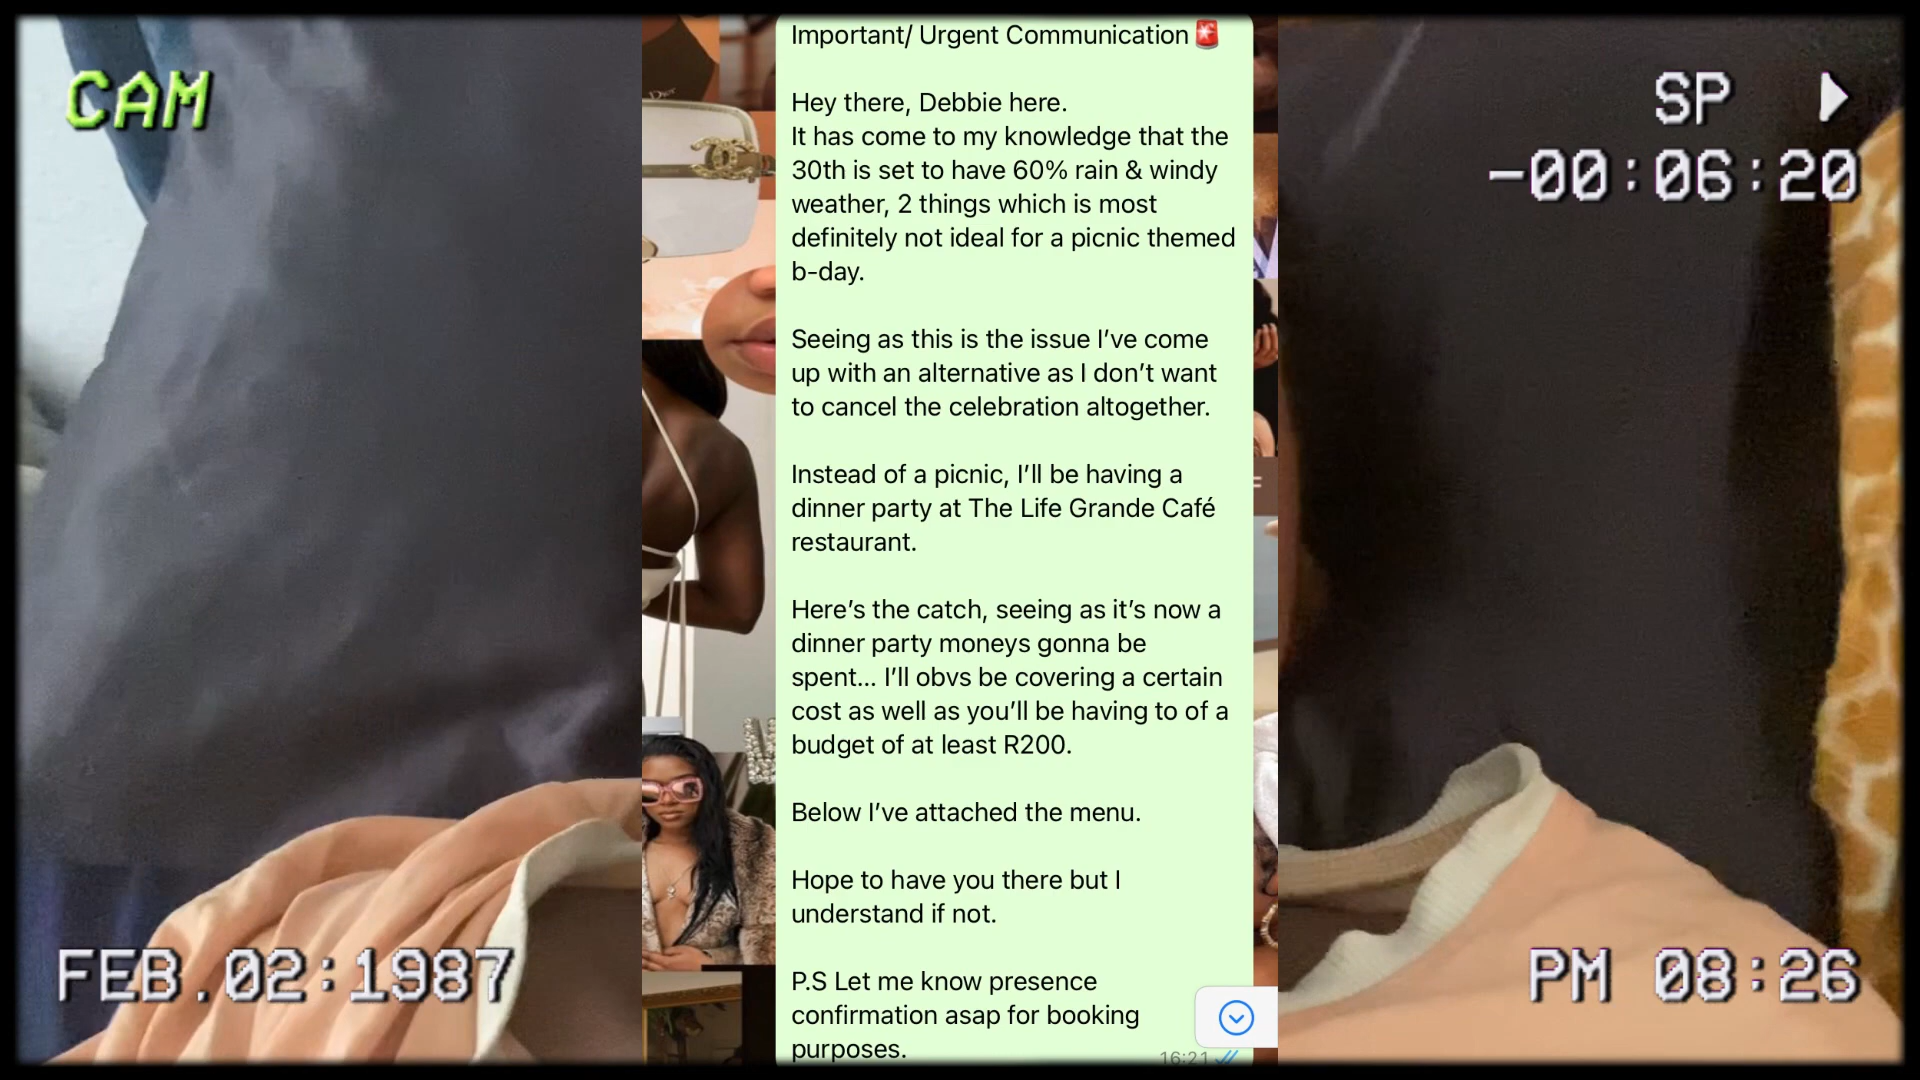 CAM
SP
-00:06:20
Important/ Urgent Communication🚨
Hey there, Debbie here.
It has come to my knowledge that the
30th is set to have 60% rain & windy
weather, 2 things which is most
definitely not ideal for a picnic themed
b-day.
Seeing as this is the issue I’ve come
up with an alternative as I don’t want
to cancel the celebration altogether.
Instead of a picnic, I’ll be having a
dinner party at The Life Grande Café
restaurant.
Here’s the catch, seeing as it’s now a
dinner party moneys gonna be
spent... I’ll obvs be covering a certain
cost as well as you’ll be having to of a
budget of at least R200.
Below I’ve attached the menu.
Hope to have you there but I
understand if not.
P.S Let me know presence
confirmation asap for booking
purposes.
16:21
Dior
FEB.02:1987
PM 08:26